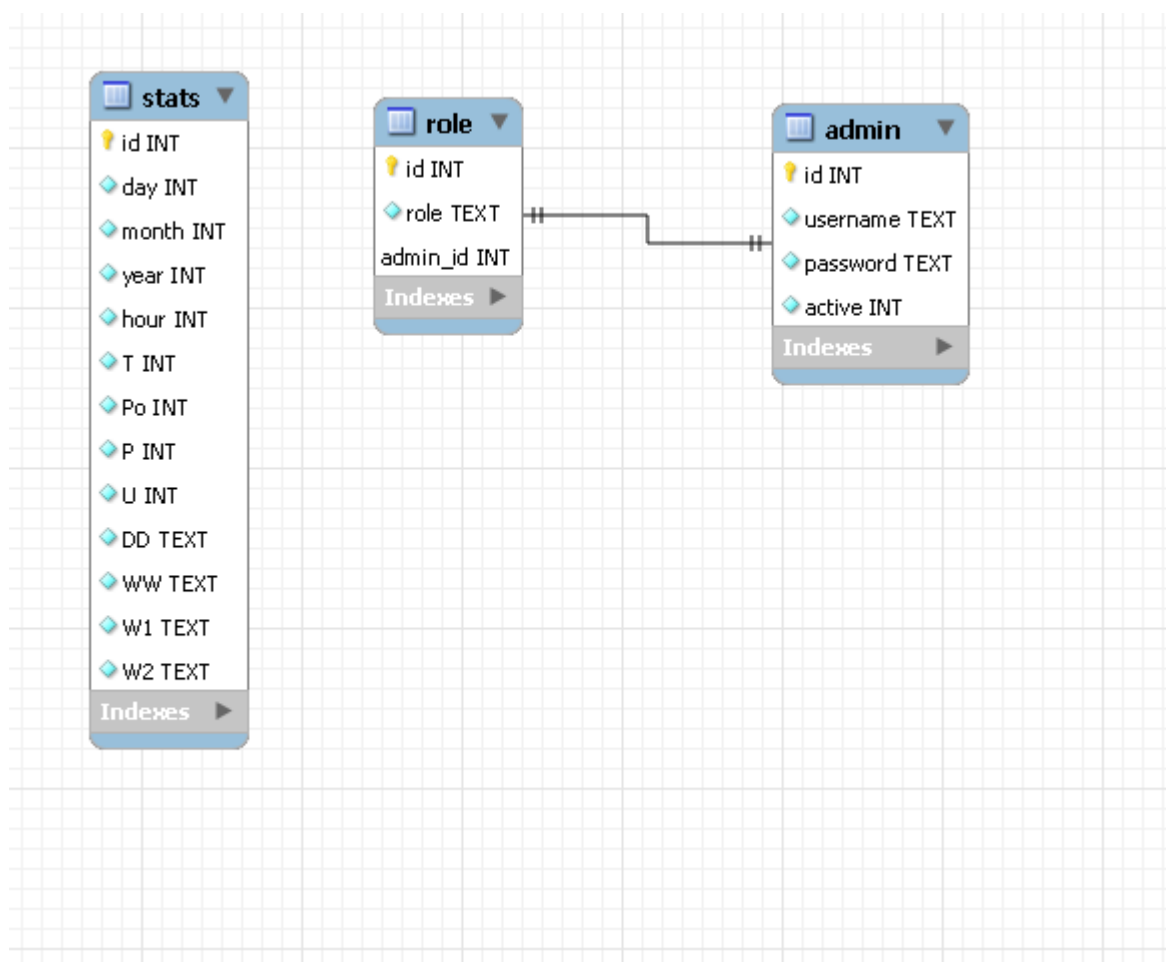 stats
id INT
day INT
month INT
year INT
hour INT
T INT
Po INT
P INT
U INT
DD TEXT
WW TEXT
W1 TEXT
W2 TEXT
Indexes
role
id INT
role TEXT
admin_id INT
Indexes
admin
id INT
username TEXT
password TEXT
active INT
Indexes